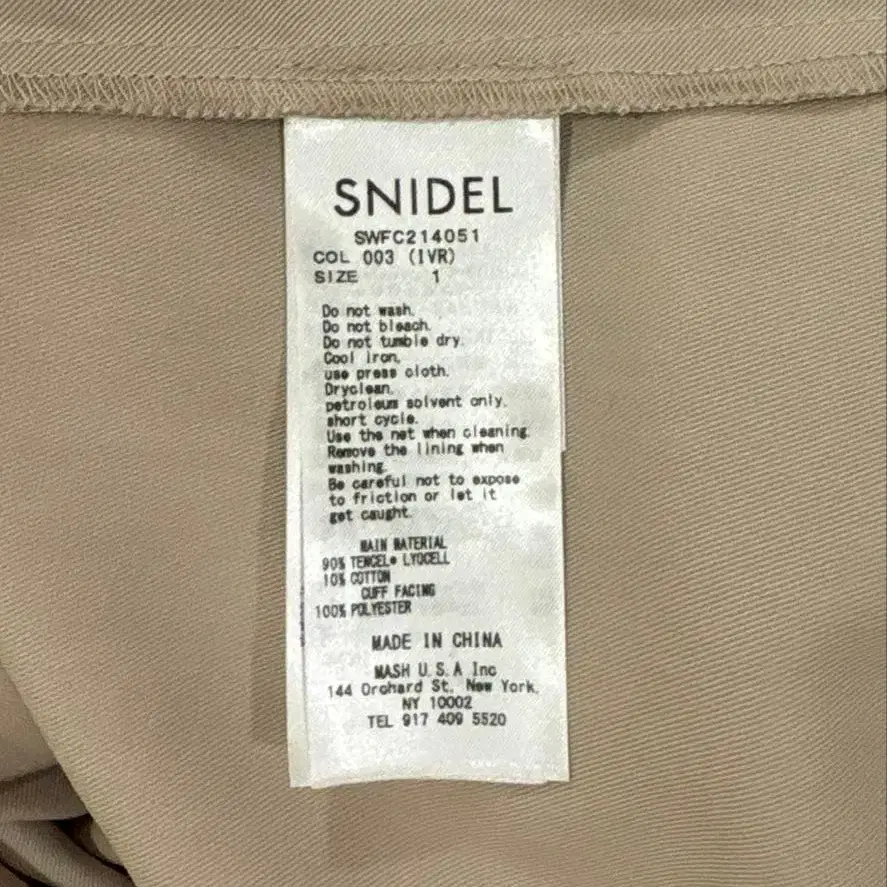 SNIDEL
SWFC214051
COL 003 (IVR)
SIZE 1
Do not wash.
Do not bleach.
Do not tumble dry.
Cool iron,
use press cloth.
Dryclean,
petroleum solvent only,
short cycle.
Use the net when cleaning.
Remove the lining when
washing.
Be careful not to expose
to friction or let it
get caught.
MAIN MATERIAL
90% TENCEL® LYOCELL
10% COTTON
CUFF FACING
100% POLYESTER
MADE IN CHINA
MASH U.S.A Inc
144 Orchard St, New York,
NY 10002
TEL 917 409 5520